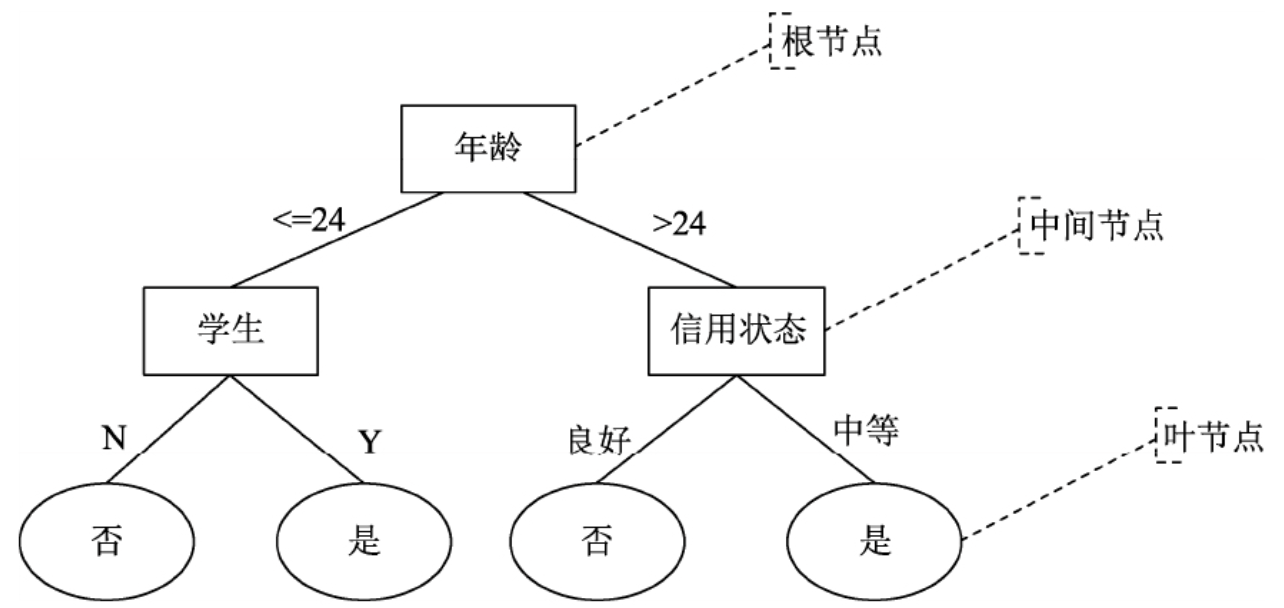 根节点
年龄
<=24
>24
中间节点
学生
信用状态
N
Y
良好
中等
叶节点
否
是
否
是